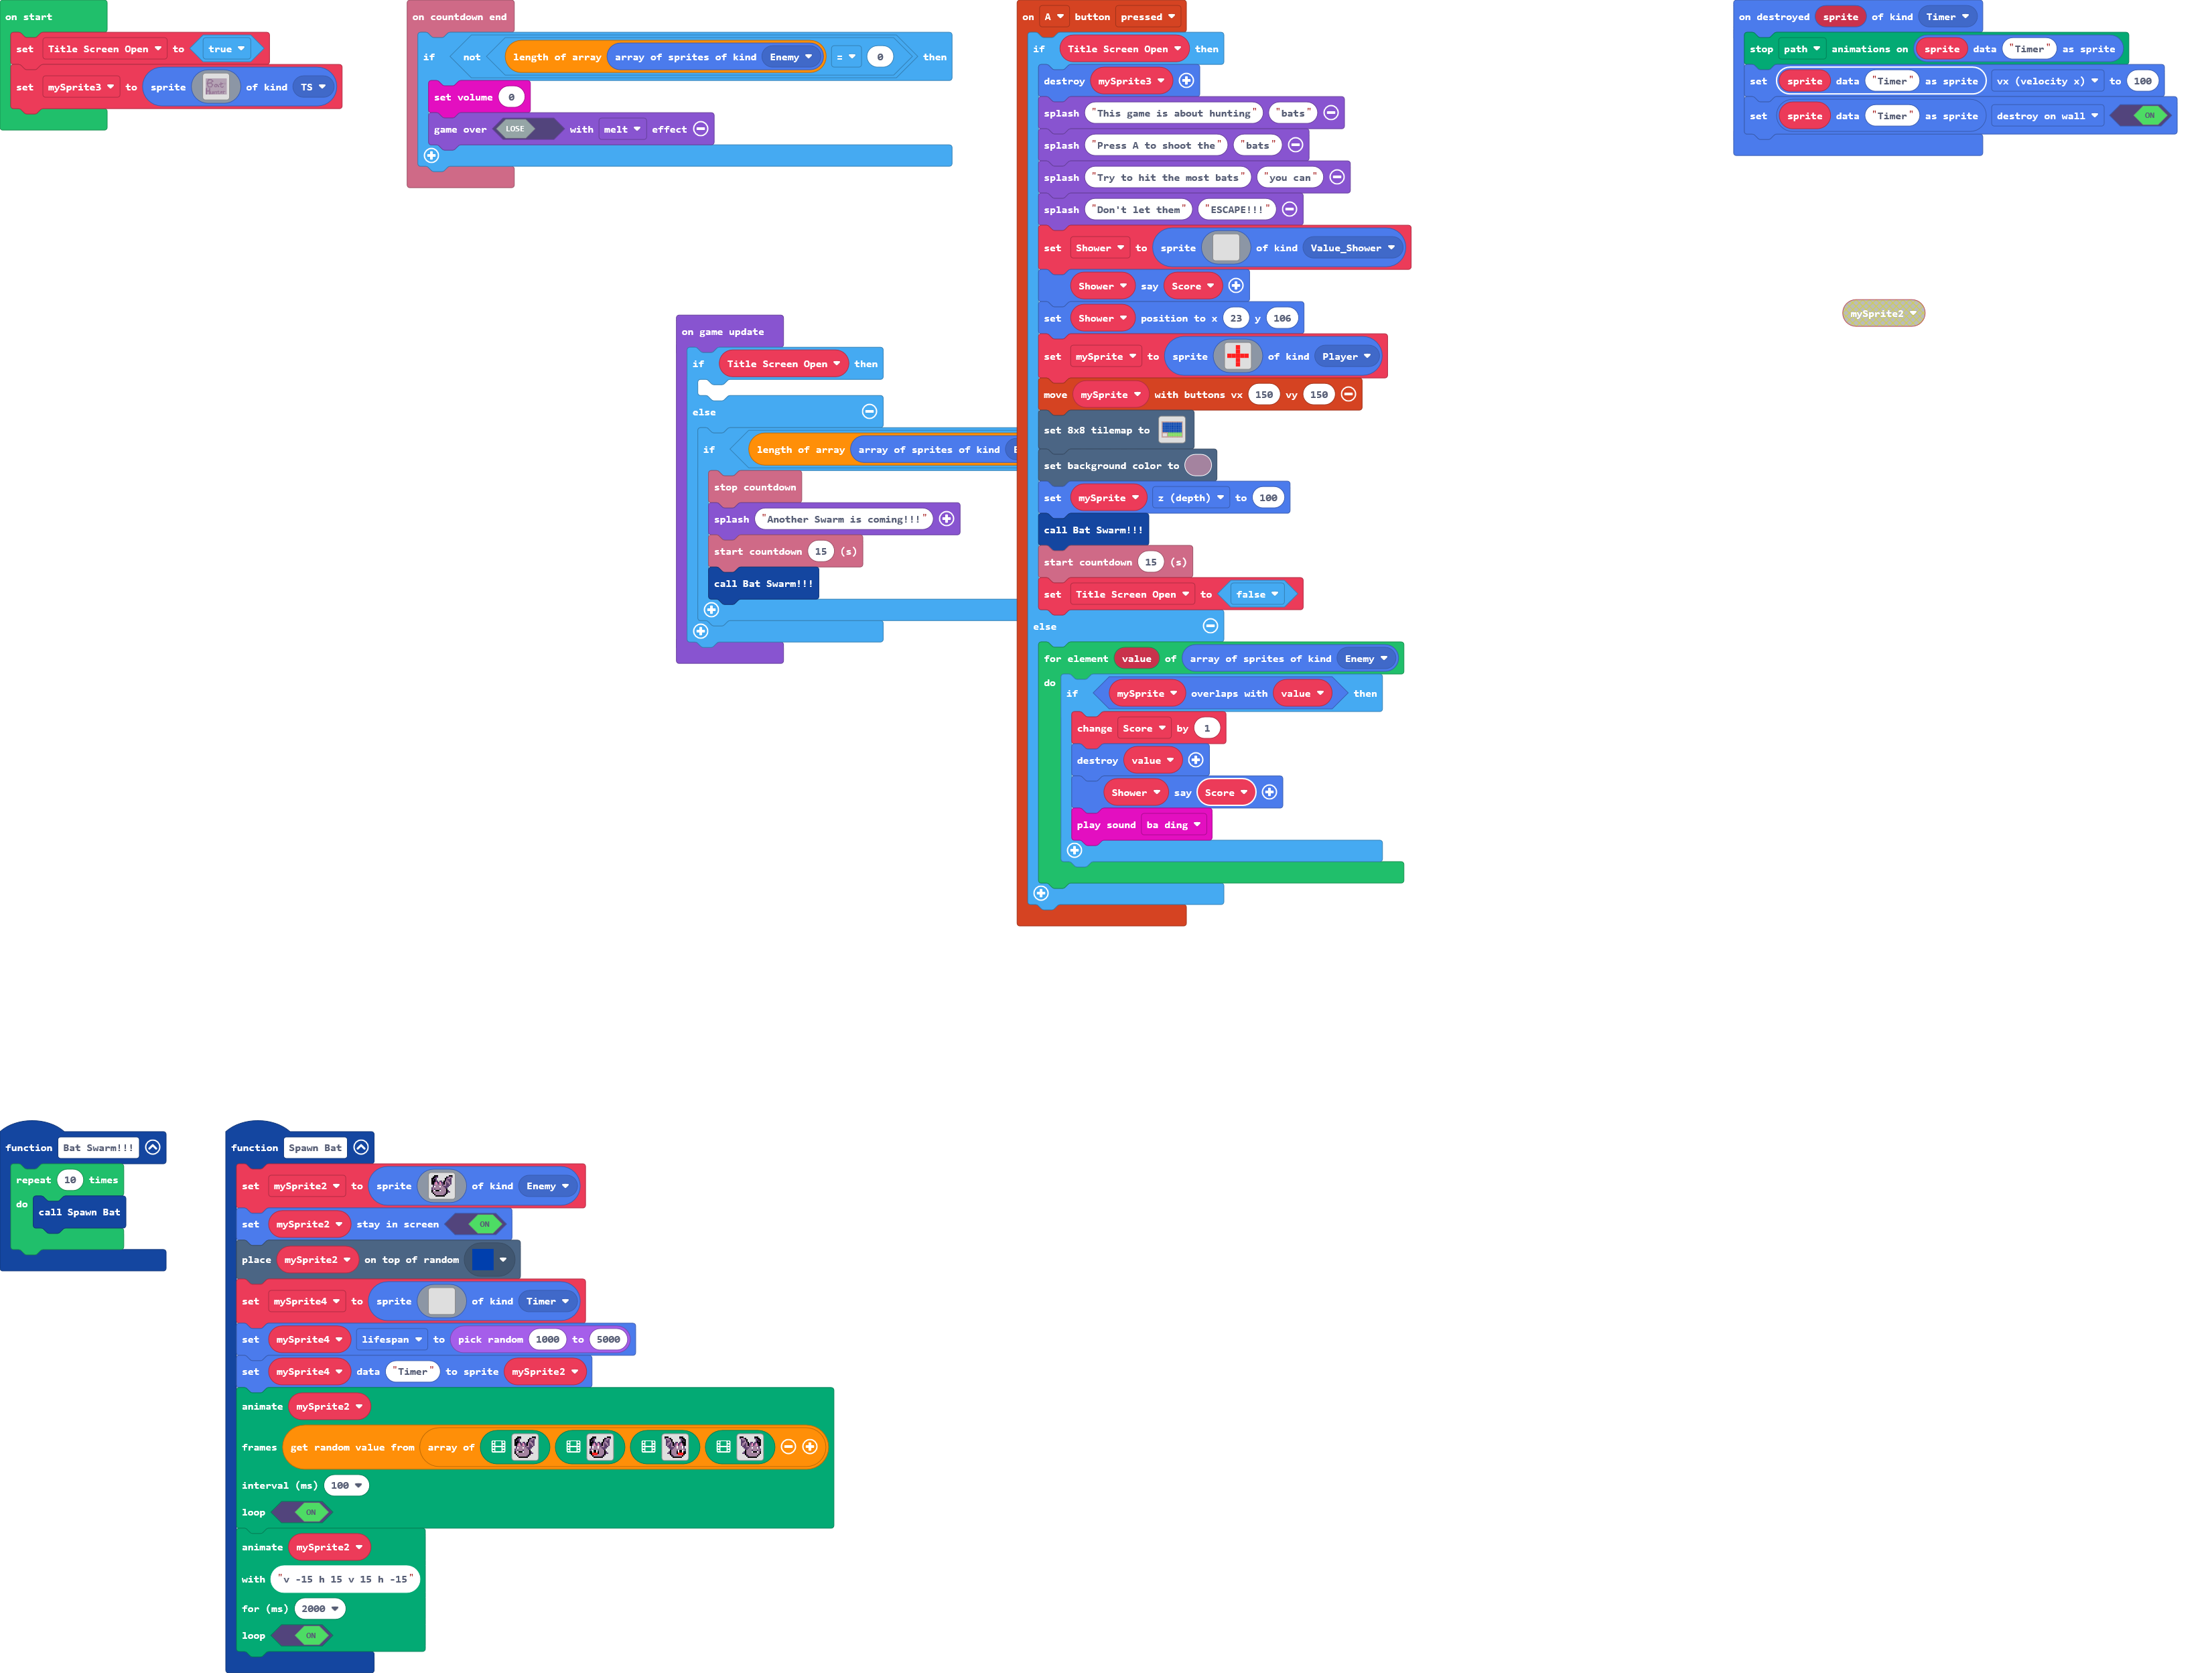 on start
set Title Screen Open to true
set mySprite3 to sprite of kind TS
on countdown end
if not length of array array of sprites of kind Enemy = 0 then
set volume 0
game over LOSE with melt effect
on game update
if Title Screen Open then
else
if length of array array of sprites of kind
stop countdown
splash "Another Swarm is coming!!!"
start countdown 15 (s)
call Bat Swarm!!!
on A button pressed
if Title Screen Open then
destroy mySprite3
splash "This game is about hunting" "bats"
splash "Press A to shoot the" "bats"
splash "Try to hit the most bats" "you can"
splash "Don't let them" "ESCAPE!!!"
set Shower to sprite of kind Value_Shower
Shower say Score
set Shower position to x 23 y 106
set mySprite to sprite of kind Player
move mySprite with buttons vx 150 vy 150
set 8x8 tilemap to
set background color to
set mySprite z (depth) to 100
call Bat Swarm!!!
start countdown 15 (s)
set Title Screen Open to false
else
for element value of array of sprites of kind Enemy
do
if mySprite overlaps with value then
change Score by 1
destroy value
Shower say Score
play sound ba ding
on destroyed sprite of kind Timer
stop path animations on sprite data "Timer" as sprite
set sprite data "Timer" as sprite vx (velocity x) to 100
set sprite data "Timer" as sprite destroy on wall ON
mySprite2
function Bat Swarm!!!
repeat 10 times
do call Spawn Bat
function Spawn Bat
set mySprite2 to sprite of kind Enemy
set mySprite2 stay in screen ON
place mySprite2 on top of random
set mySprite4 to sprite of kind Timer
set mySprite4 lifespan to pick random 1000 to 5000
set mySprite4 data "Timer" to sprite mySprite2
animate mySprite2
frames get random value from array of
interval (ms) 100
loop ON
animate mySprite2
with "v -15 h 15 v 15 h -15"
for (ms) 2000
loop ON